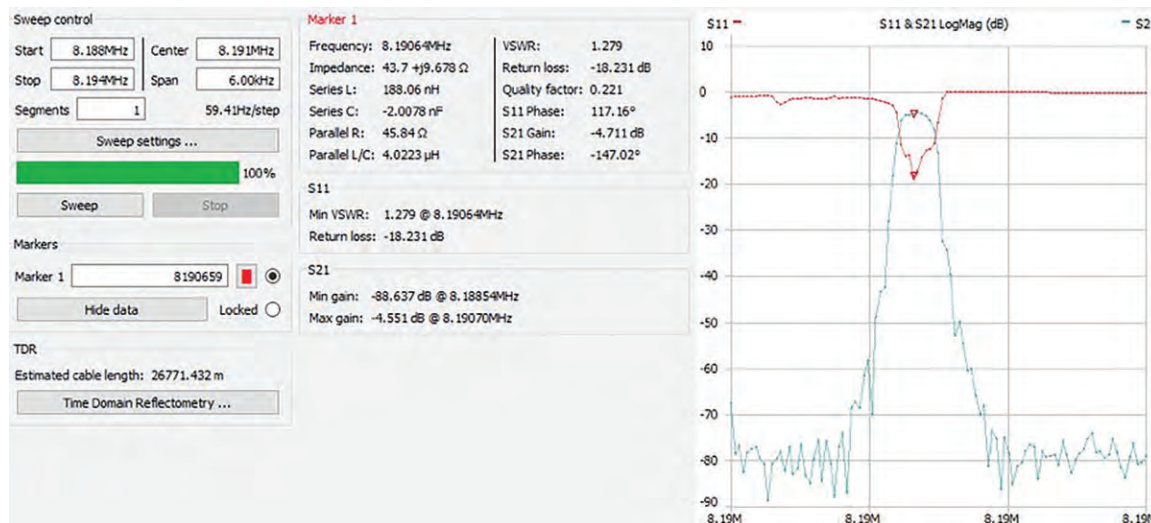 Sweep control
Start 8.188MHz Center 8.191MHz
Stop 8.194MHz Span 6.00kHz
Segments 1 59.41Hz/step
Sweep settings ...
100%
Sweep Stop
Markers
Marker 1 8190659
Hide data Locked
TDR
Estimated cable length: 26771.432 m
Time Domain Reflectometry ...
Marker 1
Frequency: 8.19064MHz VSWR: 1.279
Impedance: 43.7 +j9.678 Ω Return loss: -18.231 dB
Series L: 188.06 nH Quality factor: 0.221
Series C: -2.0078 nF S11 Phase: 117.16°
Parallel R: 45.84 Ω S21 Gain: -4.711 dB
Parallel L/C: 4.0223 µH S21 Phase: -147.02°
S11
Min VSWR: 1.279 @ 8.19064MHz
Return loss: -18.231 dB
S21
Min gain: -88.637 dB @ 8.18854MHz
Max gain: -4.551 dB @ 8.19070MHz
S11 S11 & S21 LogMag (dB) S2
10
0
-10
-20
-30
-40
-50
-60
-70
-80
-90
8.19M 8.19M 8.19M 8.19